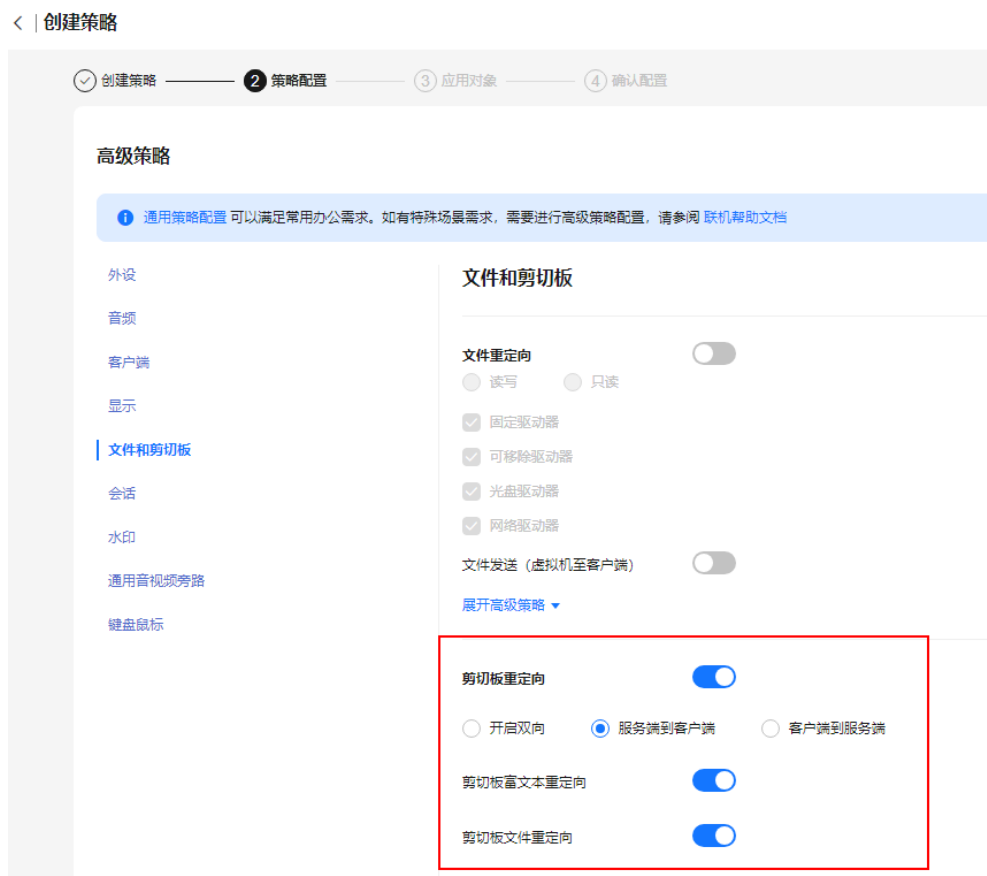 创建策略
创建策略 2 策略配置 3 应用对象 4 确认配置
高级策略
通用策略配置 可以满足常用办公需求。如有特殊场景需求，需要进行高级策略配置，请参阅 联机帮助文档
外设
音频
客户端
显示
文件和剪切板
会话
水印
通用音视频旁路
键盘鼠标
文件和剪切板
文件重定向
读写 只读
固定驱动器
可移除驱动器
光盘驱动器
网络驱动器
文件发送（虚拟机至客户端）
展开高级策略
剪切板重定向
开启双向 服务端到客户端 客户端到服务端
剪切板富文本重定向
剪切板文件重定向